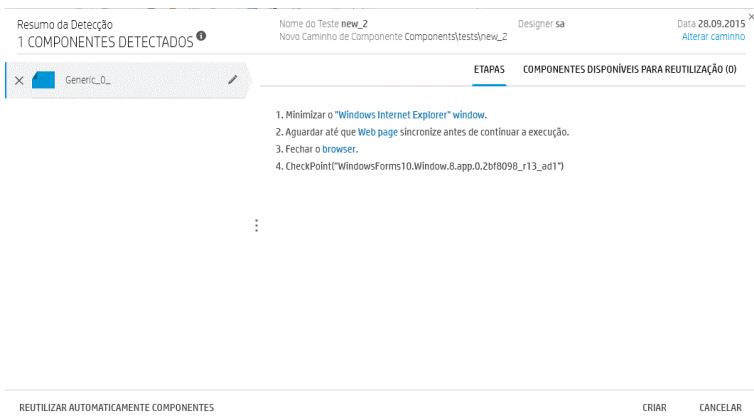 Resumo da Detecção
1 COMPONENTES DETECTADOS
Nome do Teste new_2
Novo Caminho de Componente Components\tests\new_2
Designer sa
Data 28.09.2015
Alterar caminho
Generic_0_
ETAPAS
COMPONENTES DISPONÍVEIS PARA REUTILIZAÇÃO (0)
1. Minimizar o "Windows Internet Explorer" window.
2. Aguardar até que Web page sincronize antes de continuar a execução.
3. Fechar o browser.
4. CheckPoint("WindowsForms10.Window.8.app.0.2bf8098_r13_ad1")
REUTILIZAR AUTOMATICAMENTE COMPONENTES
CRIAR
CANCELAR